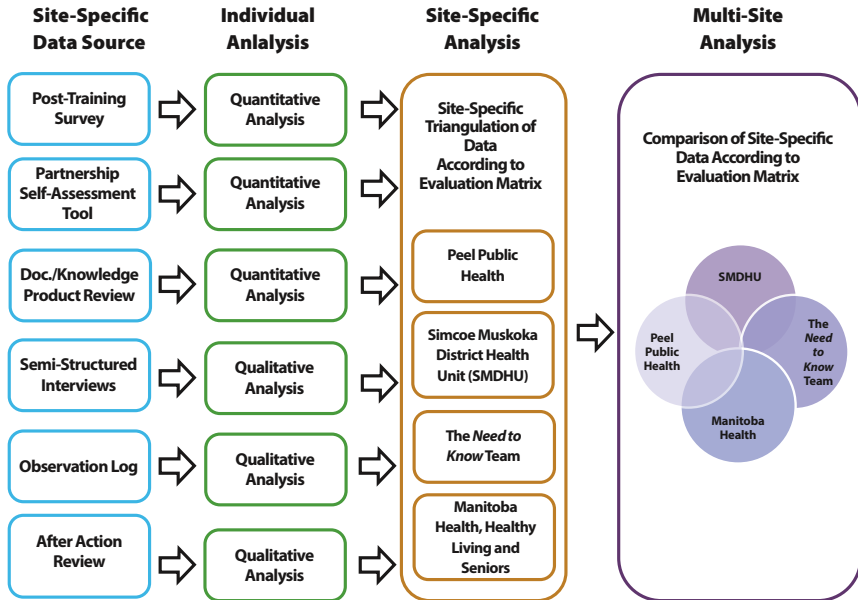 Site-Specific
Data Source
Individual
Anlalysis
Site-Specific
Analysis
Multi-Site
Analysis
Post-Training
Survey
Quantitative
Analysis
Partnership
Self-Assessment
Tool
Quantitative
Analysis
Doc./Knowledge
Product Review
Quantitative
Analysis
Semi-Structured
Interviews
Qualitative
Analysis
Observation Log
Qualitative
Analysis
After Action
Review
Qualitative
Analysis
Site-Specific
Triangulation of
Data
According to
Evaluation Matrix
Peel Public
Health
Simcoe Muskoka
District Health
Unit (SMDHU)
The Need to
Know Team
Manitoba
Health, Healthy
Living and
Seniors
Comparison of Site-Specific
Data According to
Evaluation Matrix
SMDHU
Peel
Public
Health
The
Need
to
Know
Team
Manitoba
Health